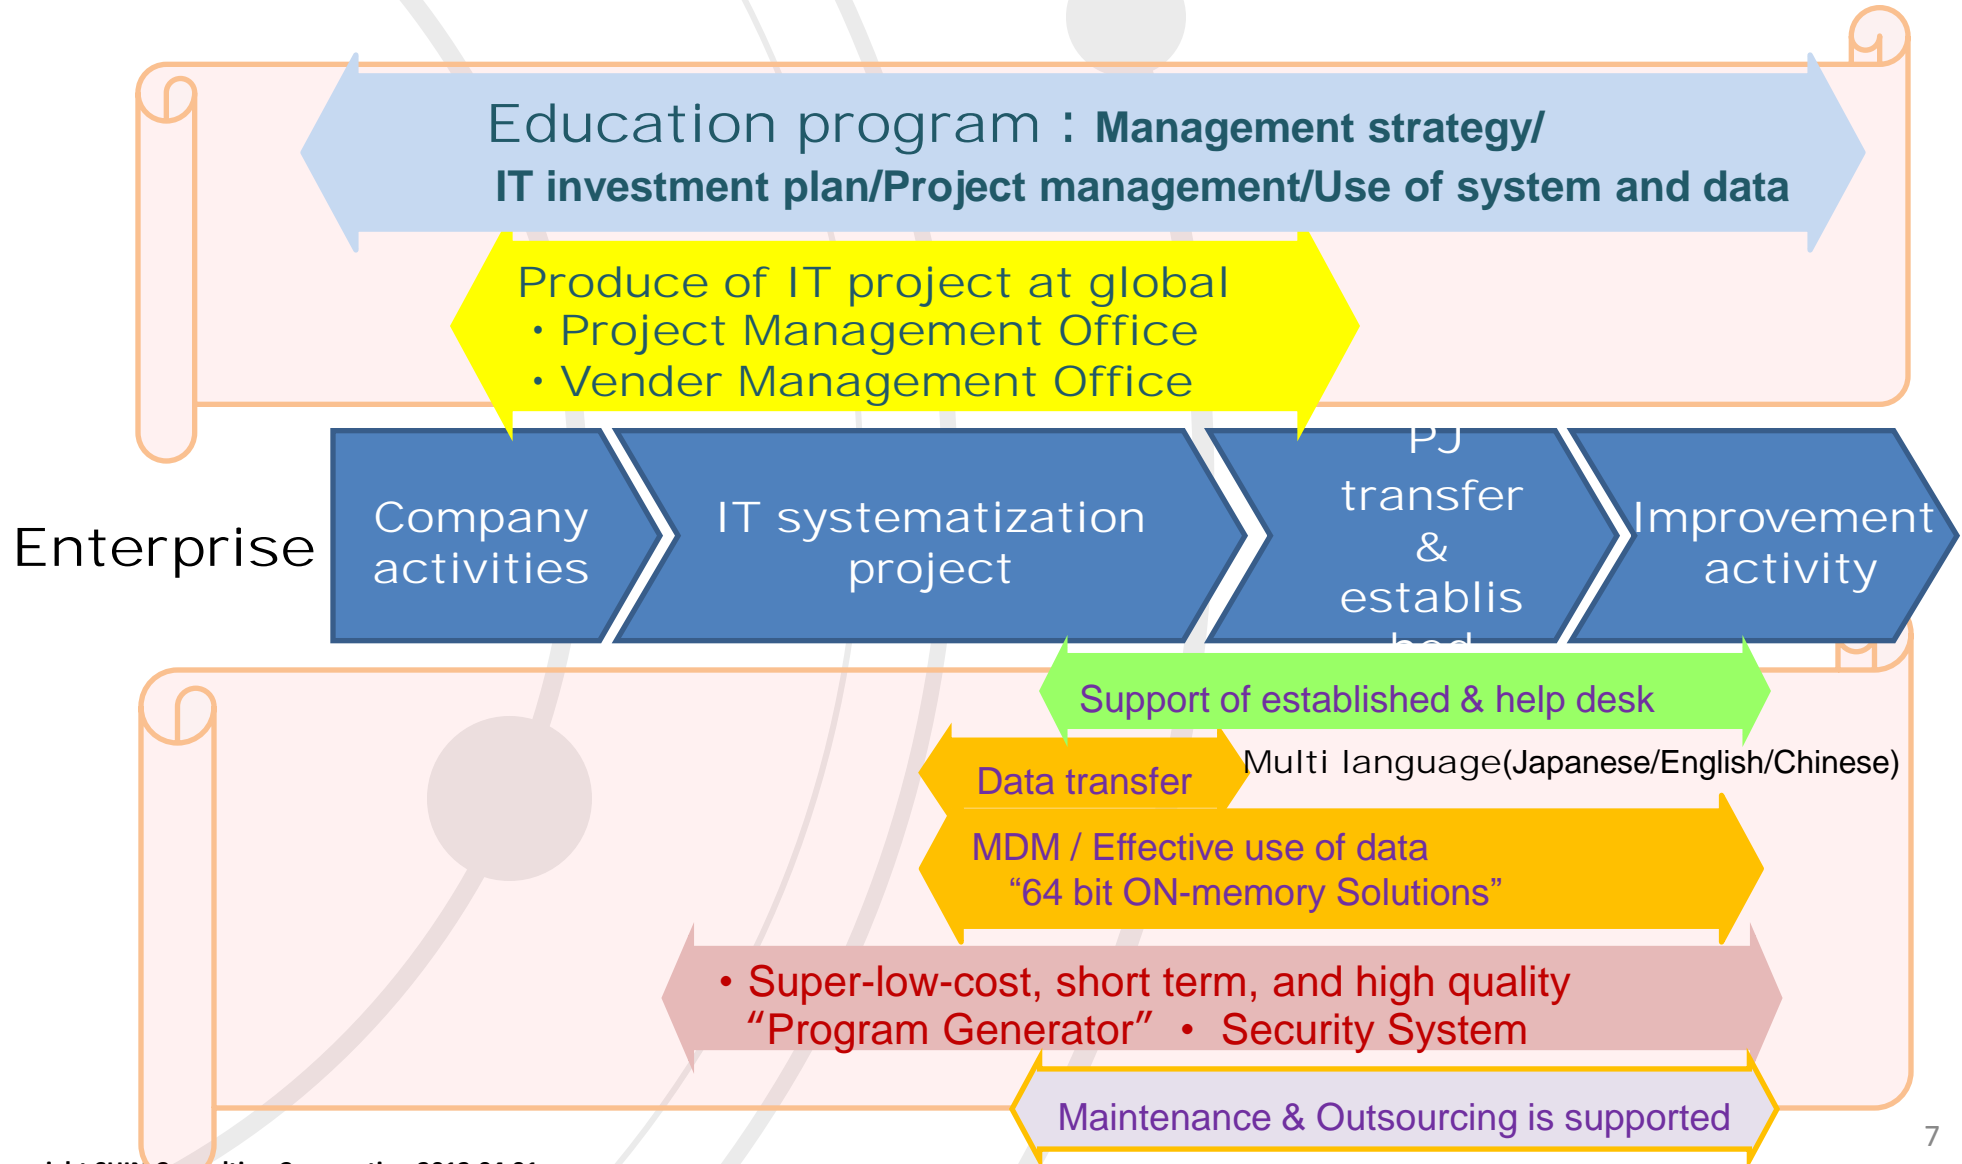 Education program : Management strategy/
IT investment plan/Project management/Use of system and data
Produce of IT project at global
・Project Management Office
・Vender Management Office
Enterprise
Company
activities
IT systematization
project
PJ
transfer
&
establis
hed
Improvement
activity
Support of established & help desk
Data transfer
Multi language(Japanese/English/Chinese)
MDM / Effective use of data
“64 bit ON-memory Solutions”
• Super-low-cost, short term, and high quality
“Program Generator” • Security System
Maintenance & Outsourcing is supported
7